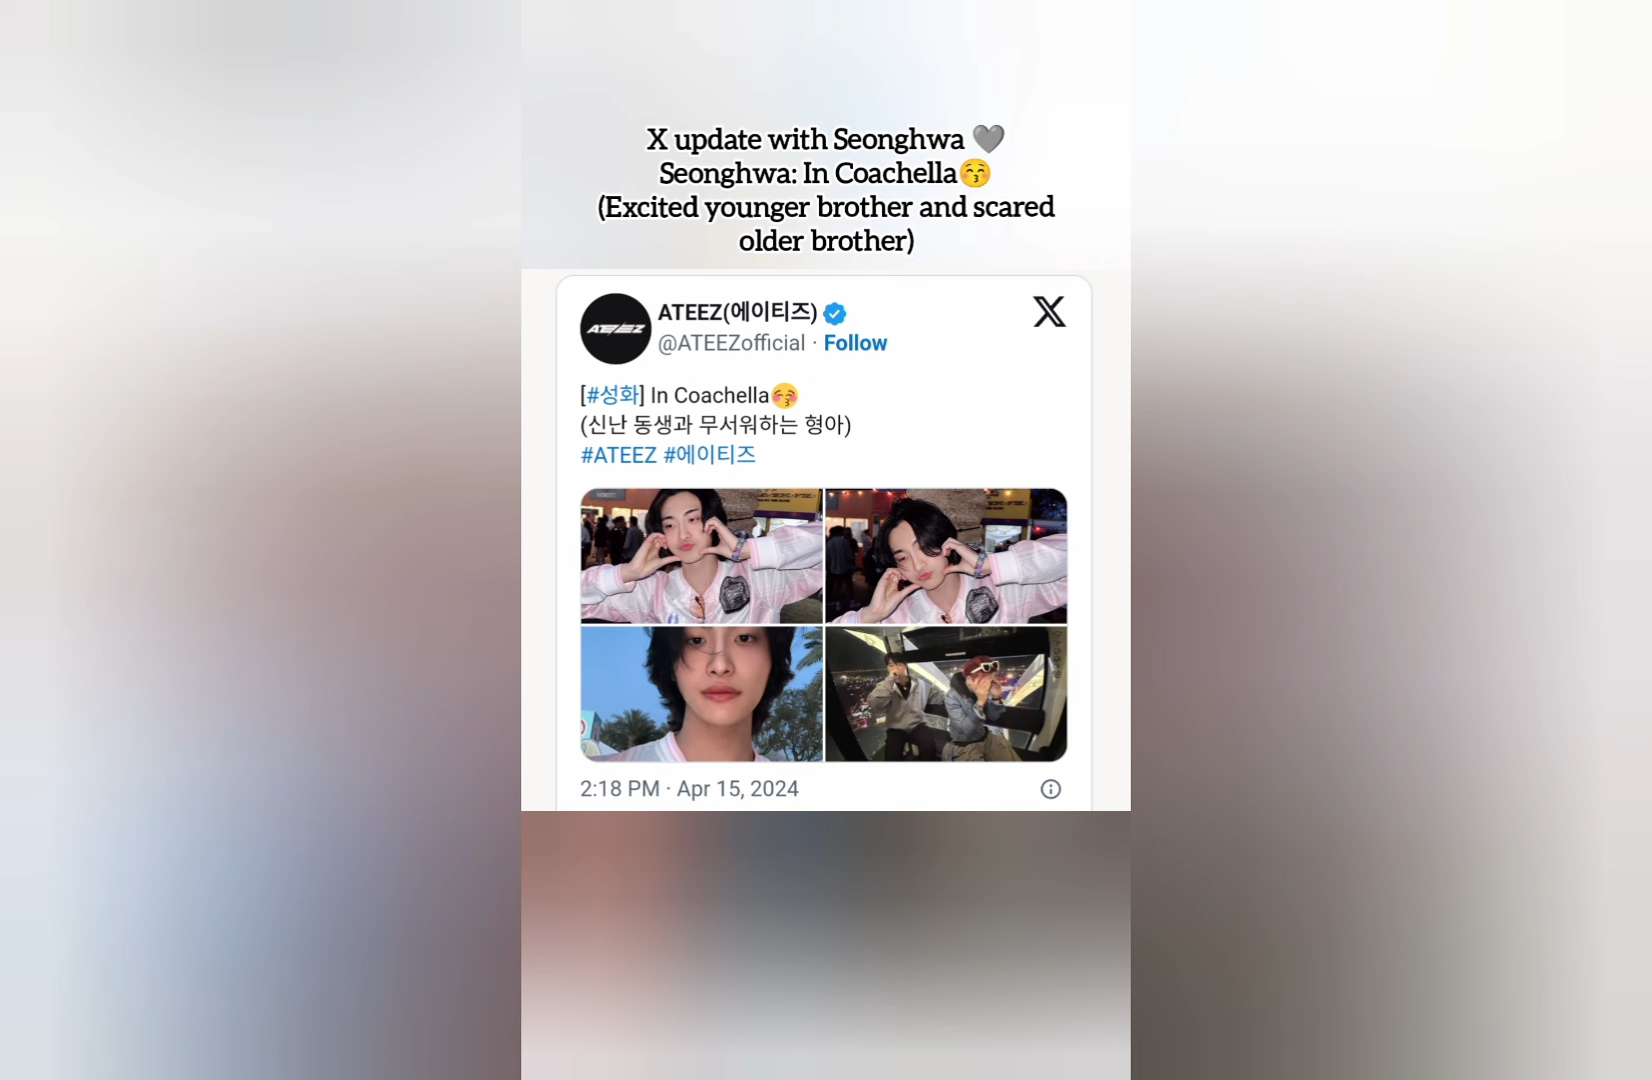 X update with Seonghwa 🩶
Seonghwa: In Coachella😚
(Excited younger brother and scared
older brother)
ATEEZ
ATEEZ(에이티즈)
@ATEEZofficial · Follow
[#성화] In Coachella😚
(신난 동생과 무서워하는 형아)
#ATEEZ #에이티즈
2:18 PM · Apr 15, 2024